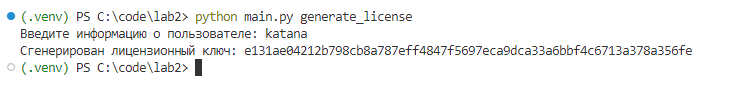 (.venv) PS C:\code\lab2> python main.py generate_license
Введите информацию о пользователе: katana
Сгенерирован лицензионный ключ: e131ae04212b798cb8a787eff4847f5697eca9dca33a6bbf4c6713a378a356fe
(.venv) PS C:\code\lab2>